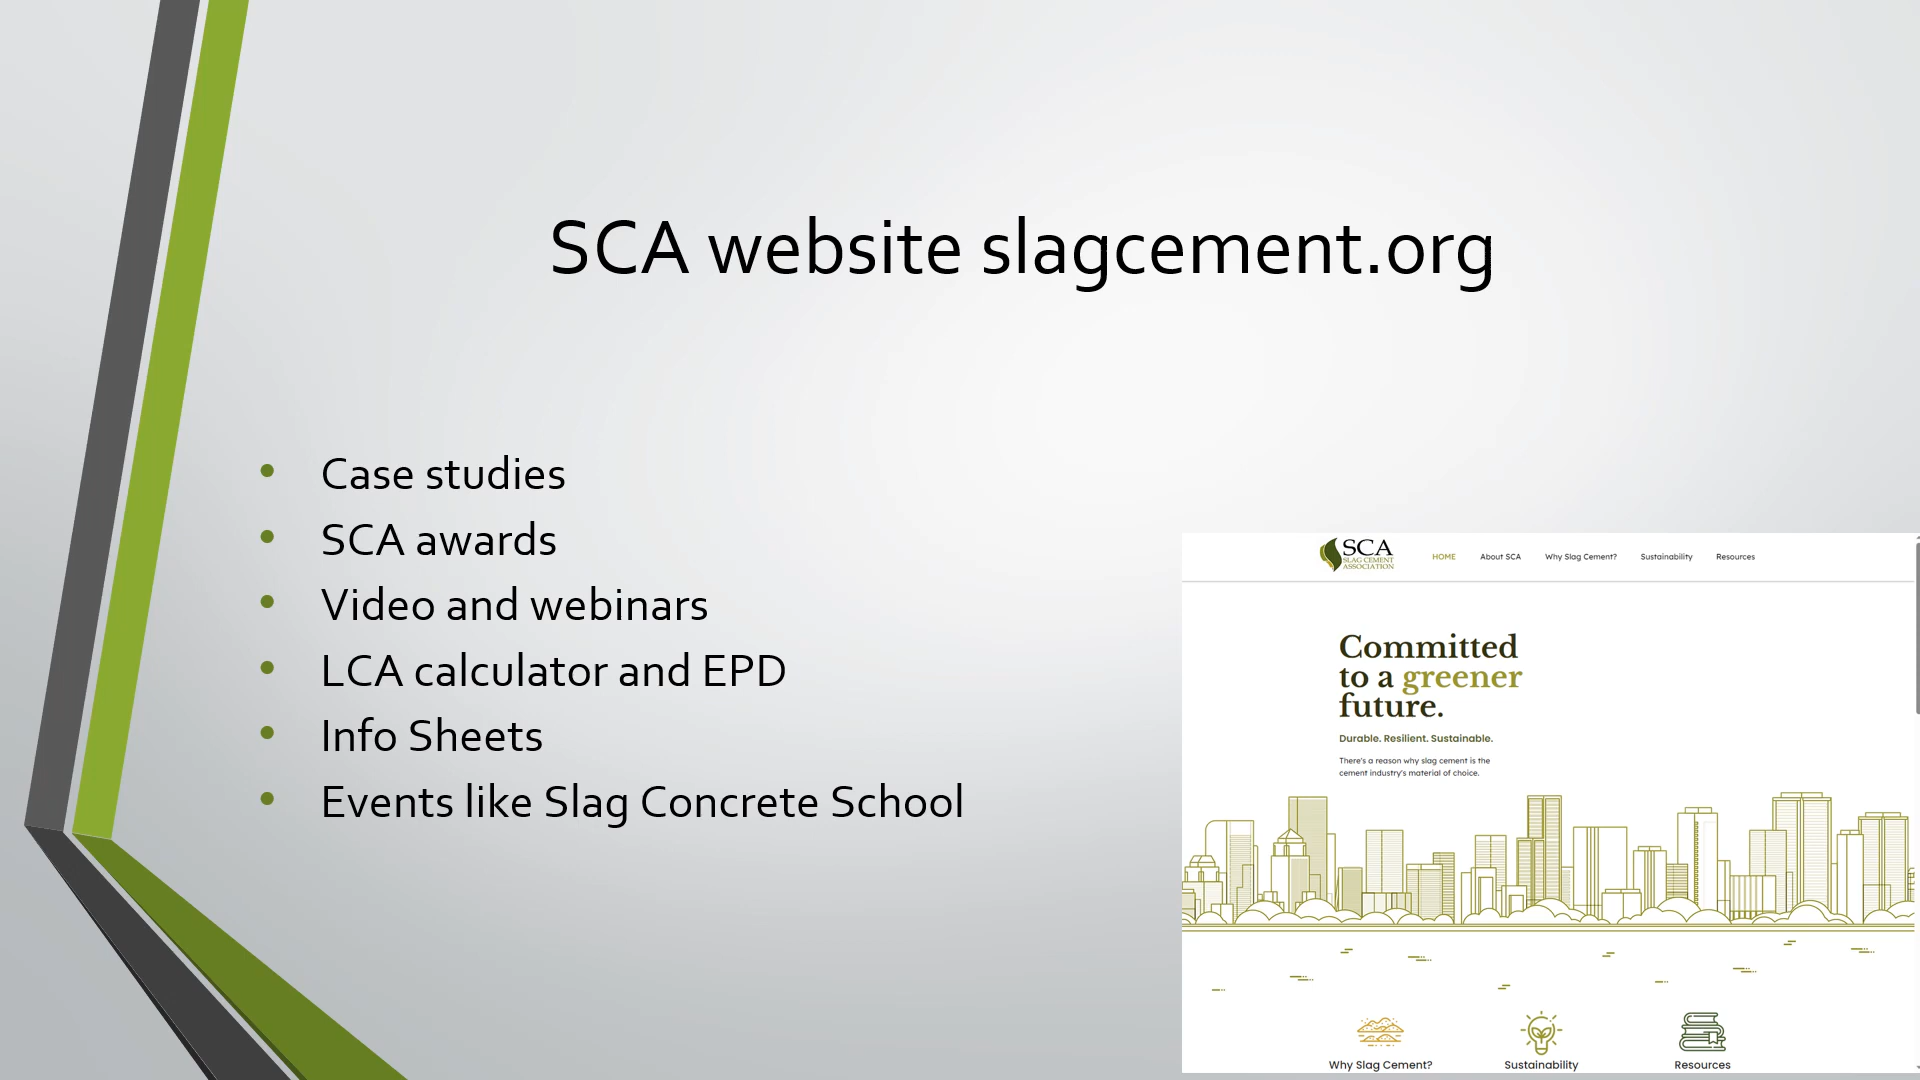 SCA website slagcement.org
• Case studies
• SCA awards
• Video and webinars
• LCA calculator and EPD
• Info Sheets
• Events like Slag Concrete School
SCA
SLAG CEMENT
ASSOCIATION
HOME About SCA Why Slag Cement? Sustainability Resources
Committed
to a greener
future.
Durable. Resilient. Sustainable.
There's a reason why slag cement is the
cement industry's material of choice.
Why Slag Cement? Sustainability Resources